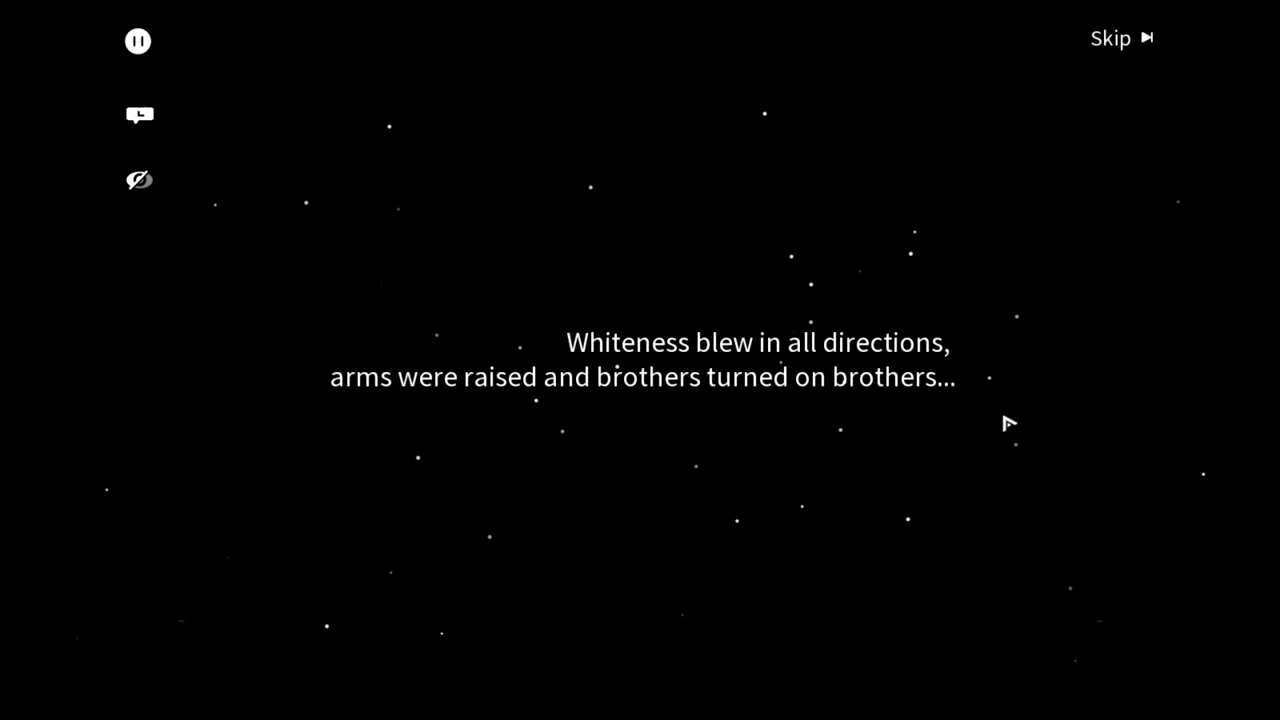 Skip
Whiteness blew in all directions,
arms were raised and brothers turned on brothers...